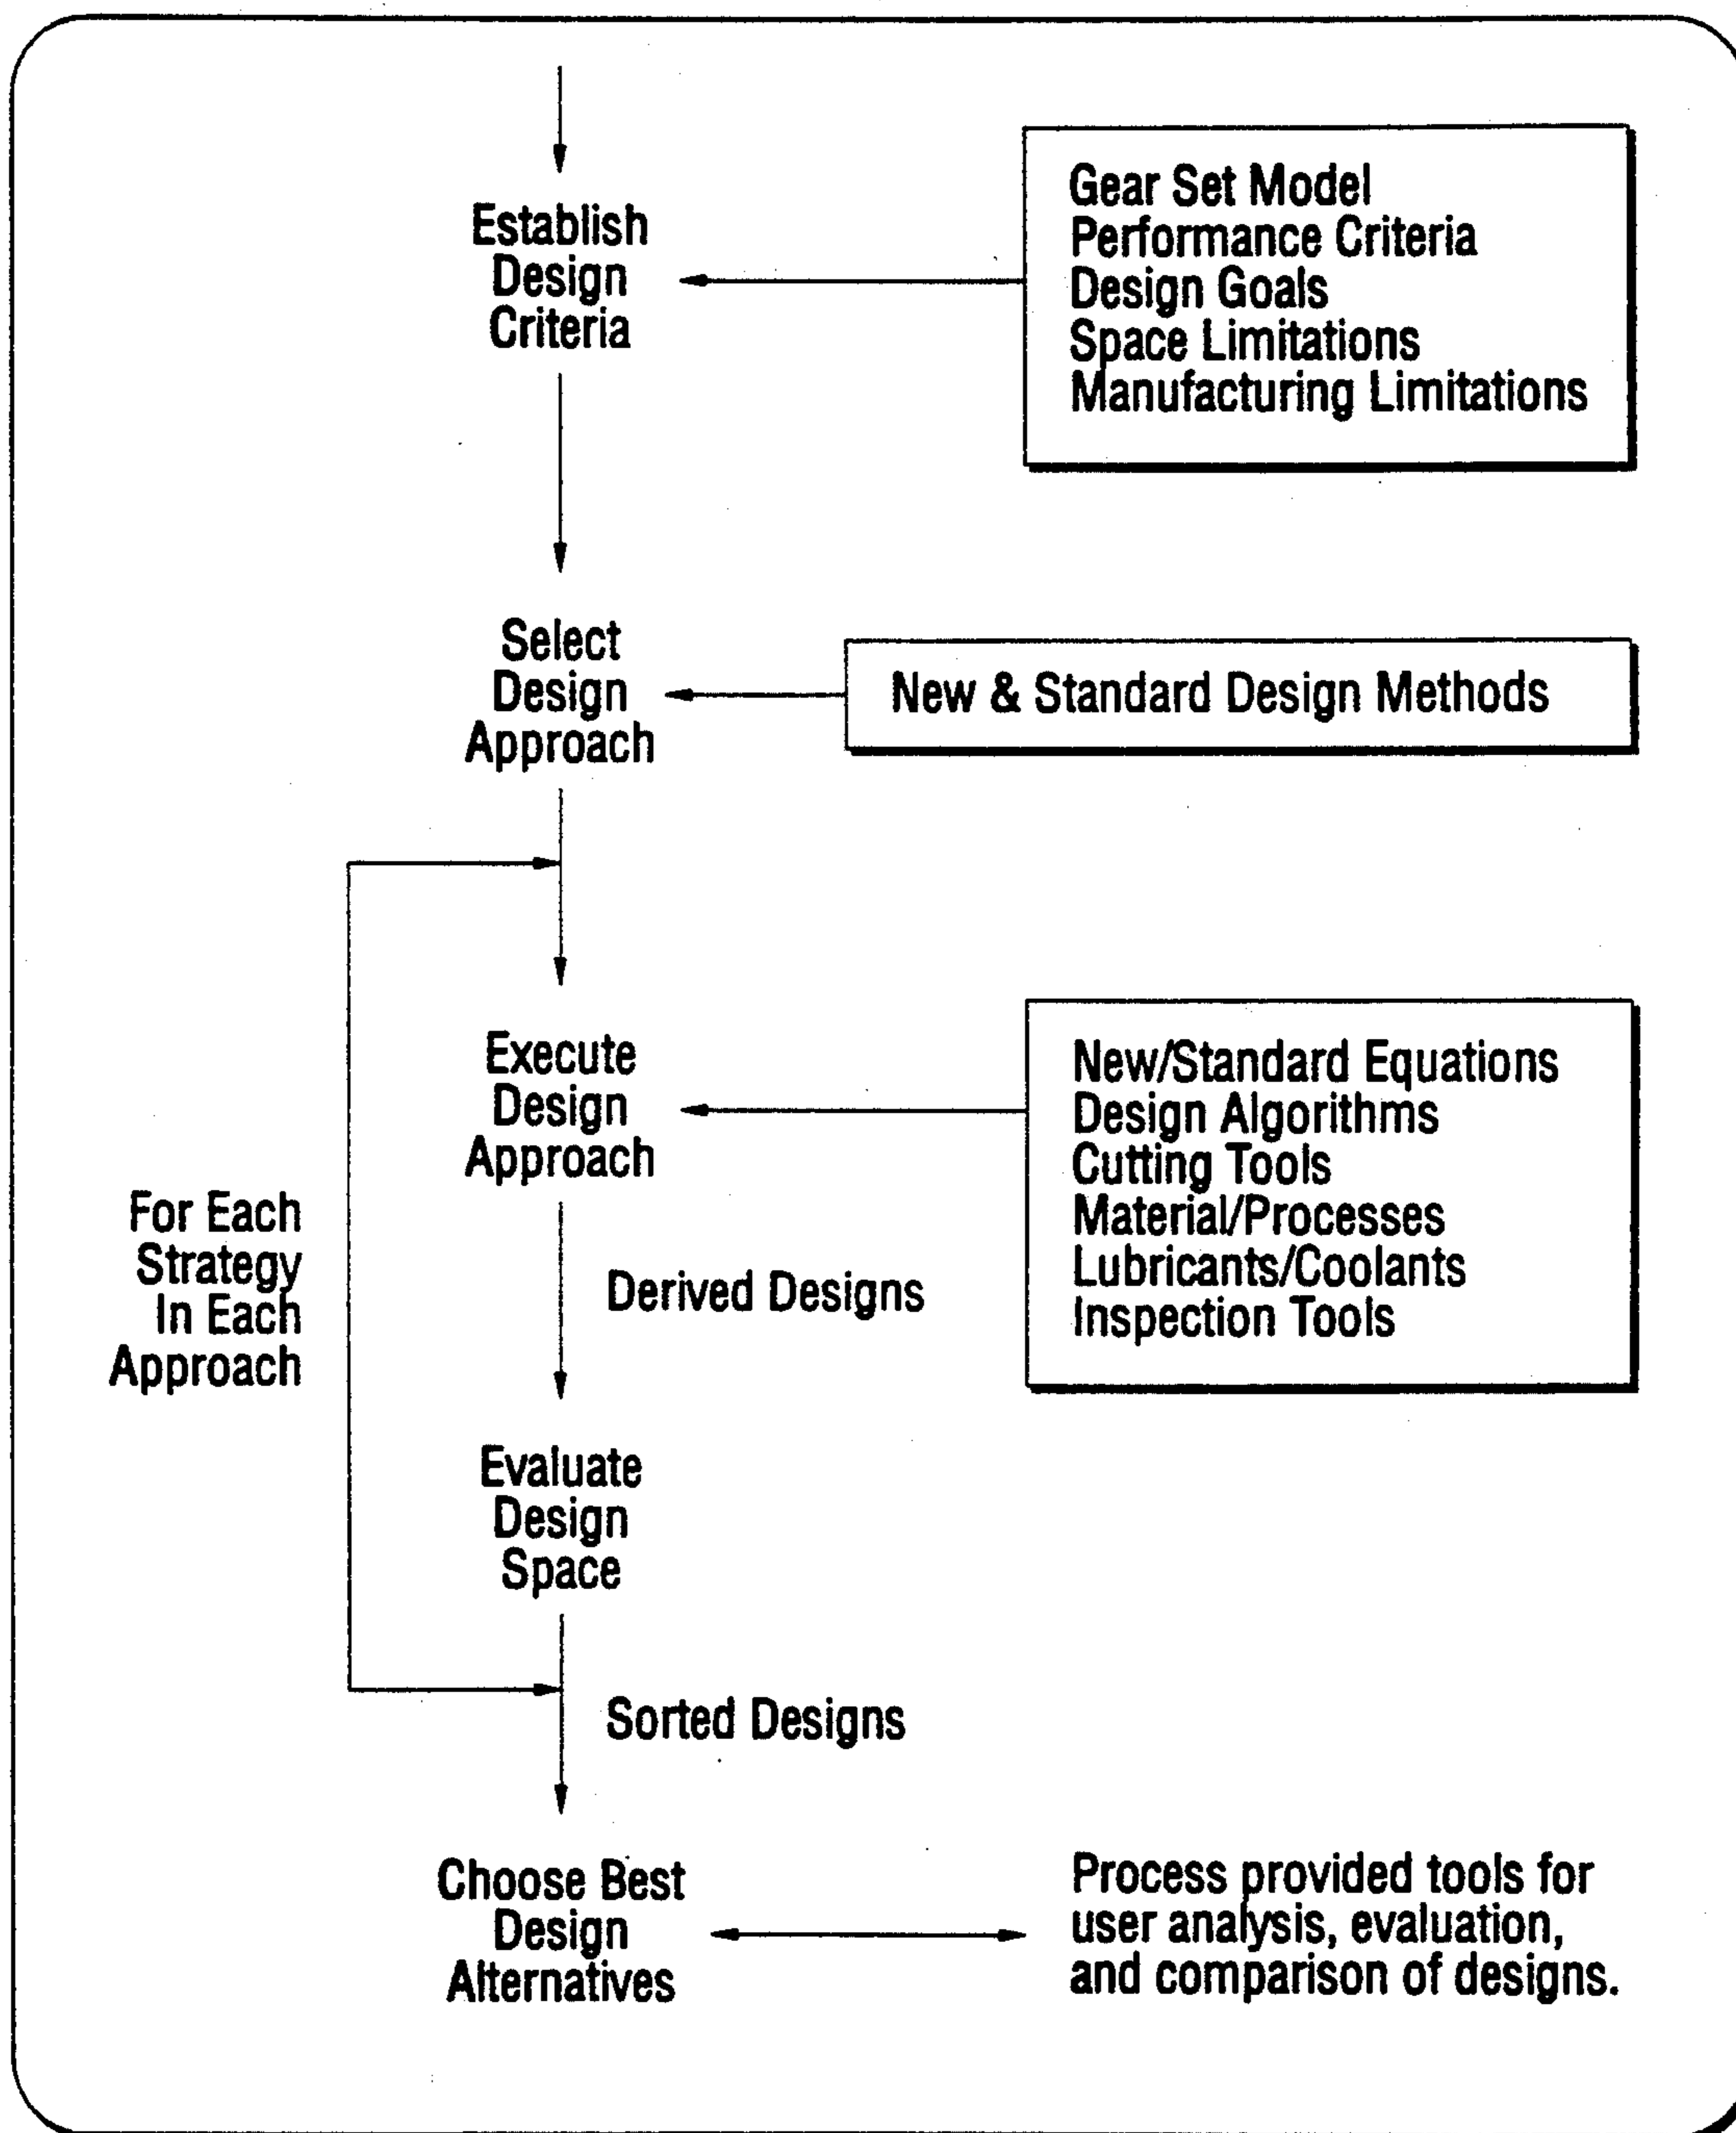 Establish
Design
Criteria
Gear Set Model
Performance Criteria
Design Goals
Space Limitations
Manufacturing Limitations
Select
Design
Approach
New & Standard Design Methods
Execute
Design
Approach
New/Standard Equations
Design Algorithms
Cutting Tools
Material/Processes
Lubricants/Coolants
Inspection Tools
For Each
Strategy
In Each
Approach
Derived Designs
Evaluate
Design
Space
Sorted Designs
Choose Best
Design
Alternatives
Process provided tools for
user analysis, evaluation,
and comparison of designs.